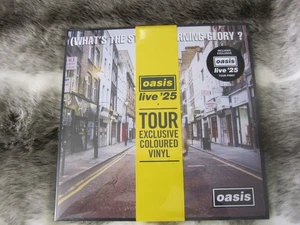 (WHAT'S THE ST RNING GLORY ?
oasis
live '25
TOUR
EXCLUSIVE
COLOURED
VINYL
oasis
live '25
oasis